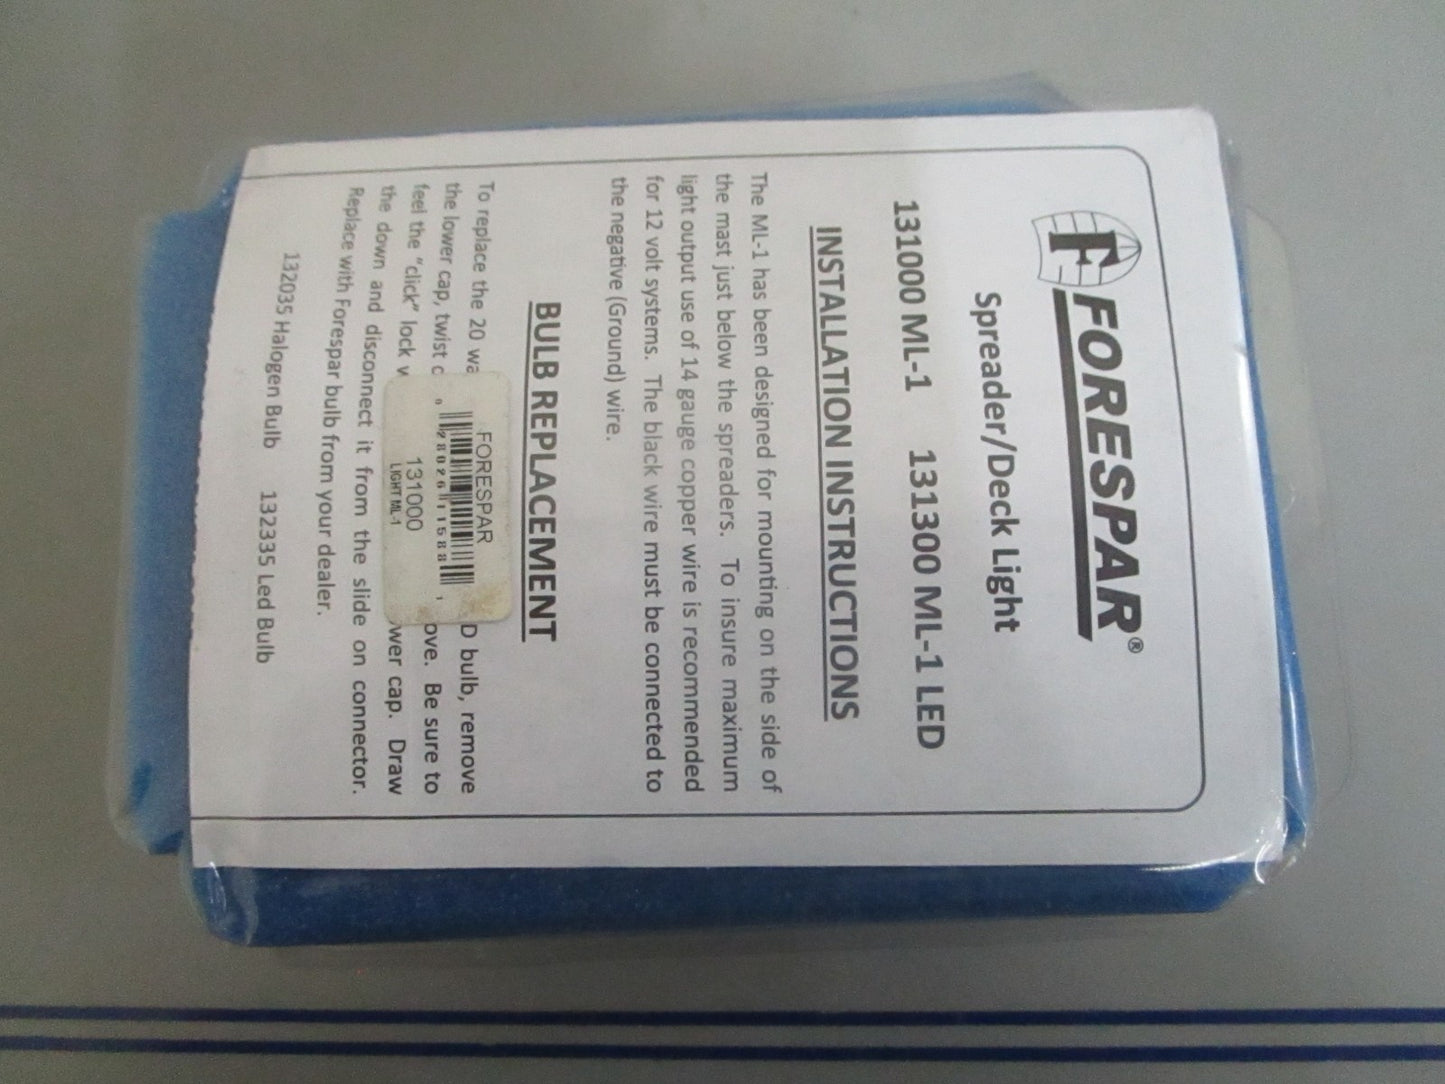 FORESPAR®
Spreader/Deck Light
131000 ML-1 131300 ML-1 LED
INSTALLATION INSTRUCTIONS
The ML-1 has been designed for mounting on the side of
the mast just below the spreaders. To insure maximum
light output use of 14 gauge copper wire is recommended
for 12 volt systems. The black wire must be connected to
the negative (Ground) wire.
BULB REPLACEMENT
To replace the 20 wa D bulb, remove
the lower cap, twist ove. Be sure to
feel the "click" lock wer cap. Draw
the down and disconnect it from the slide on connector.
Replace with Forespar bulb from your dealer.
132035 Halogen Bulb 132335 Led Bulb
FORESPAR
0 28026 11588 1
131000
LIGHT ML-1